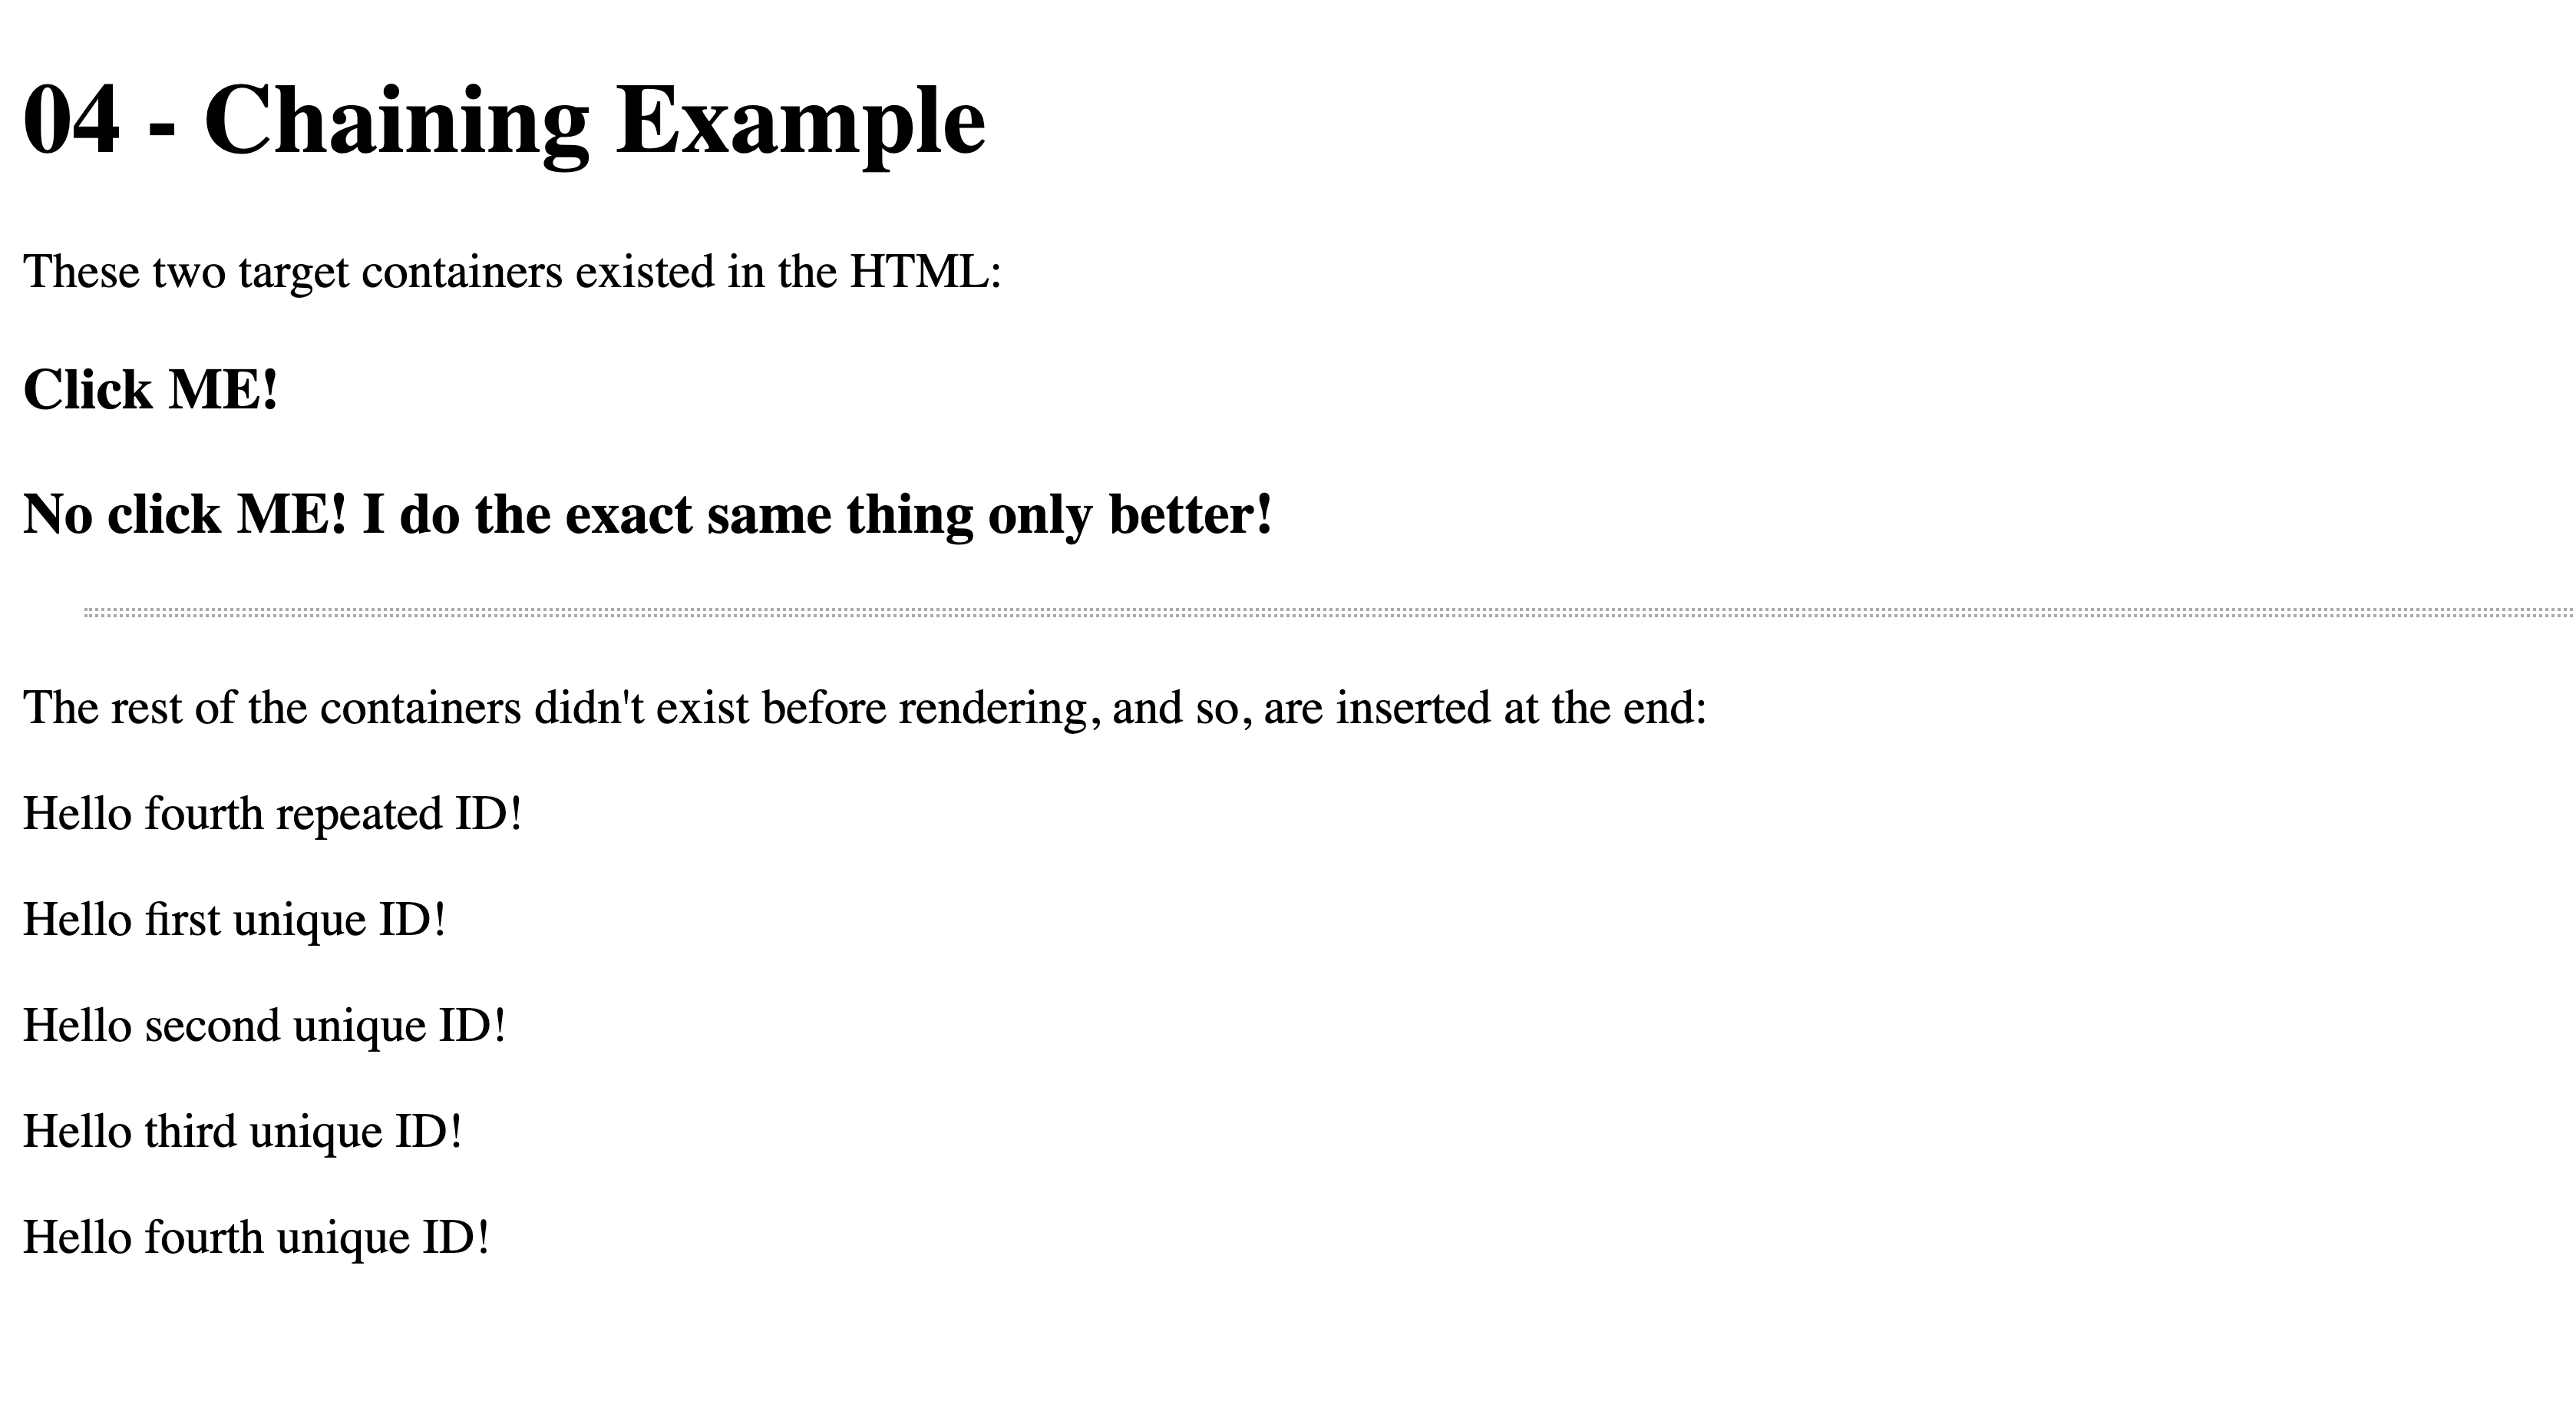 04 - Chaining Example
These two target containers existed in the HTML:
Click ME!
No click ME! I do the exact same thing only better!
The rest of the containers didn't exist before rendering, and so, are inserted at the end:
Hello fourth repeated ID!
Hello first unique ID!
Hello second unique ID!
Hello third unique ID!
Hello fourth unique ID!